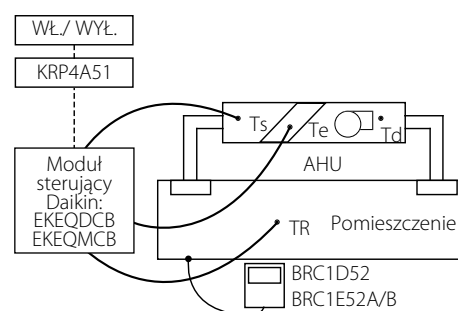 WŁ./ WYŁ.
KRP4A51
Ts
Te
Td
AHU
Moduł
sterujący
Daikin:
EKEQDCB
EKEQMCB
TR
Pomieszczenie
BRC1D52
BRC1E52A/B